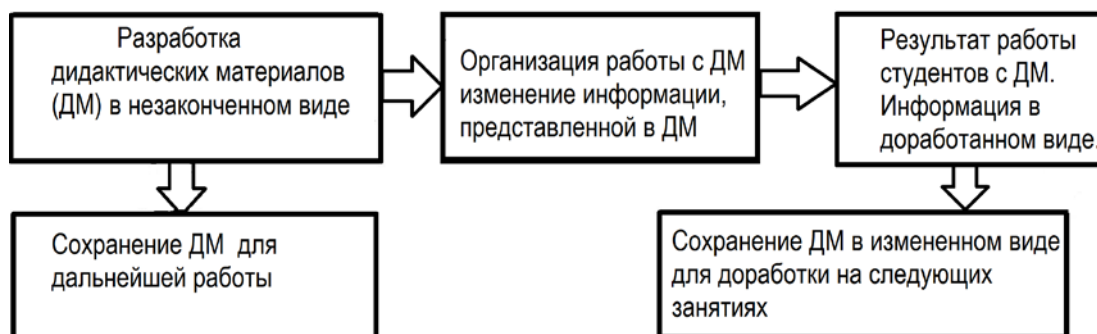 Разработка
дидактических материалов
(ДМ) в незаконченном виде
Организация работы с ДМ
изменение информации,
представленной в ДМ
Результат работы
студентов с ДМ.
Информация в
доработанном виде.
Сохранение ДМ для
дальнейшей работы
Сохранение ДМ в измененном виде
для доработки на следующих
занятиях